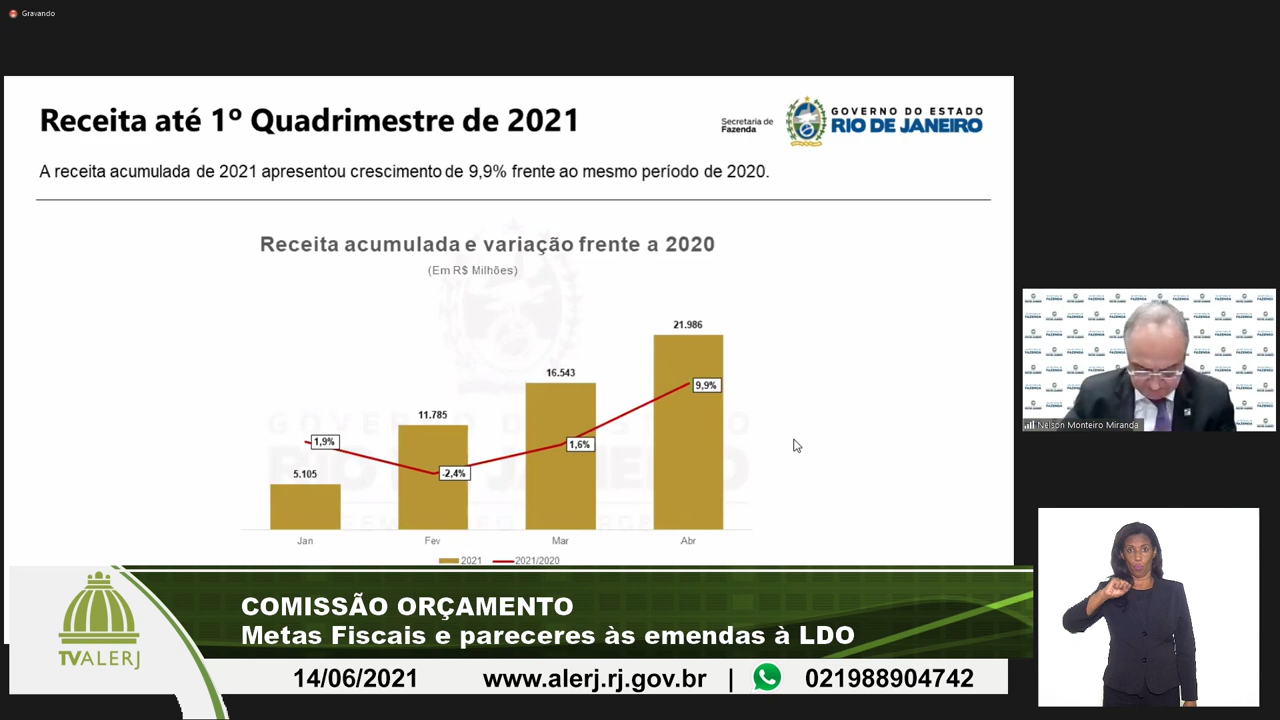 Gravando
Receita até 1º Quadrimestre de 2021
Secretaria de
Fazenda
GOVERNO DO ESTADO
RIO DE JANEIRO
A receita acumulada de 2021 apresentou crescimento de 9,9% frente ao mesmo período de 2020.
Receita acumulada e variação frente a 2020
(Em R$ Milhões)
21.986
16.543
9,9%
11.785
1,9%
1,6%
5.105
-2,4%
Jan
Fev
Mar
Abr
2021
2021/2020
Nelson Monteiro Miranda
TVALERJ
COMISSÃO ORÇAMENTO
Metas Fiscais e pareceres às emendas à LDO
14/06/2021
www.alerj.rj.gov.br
|
021988904742